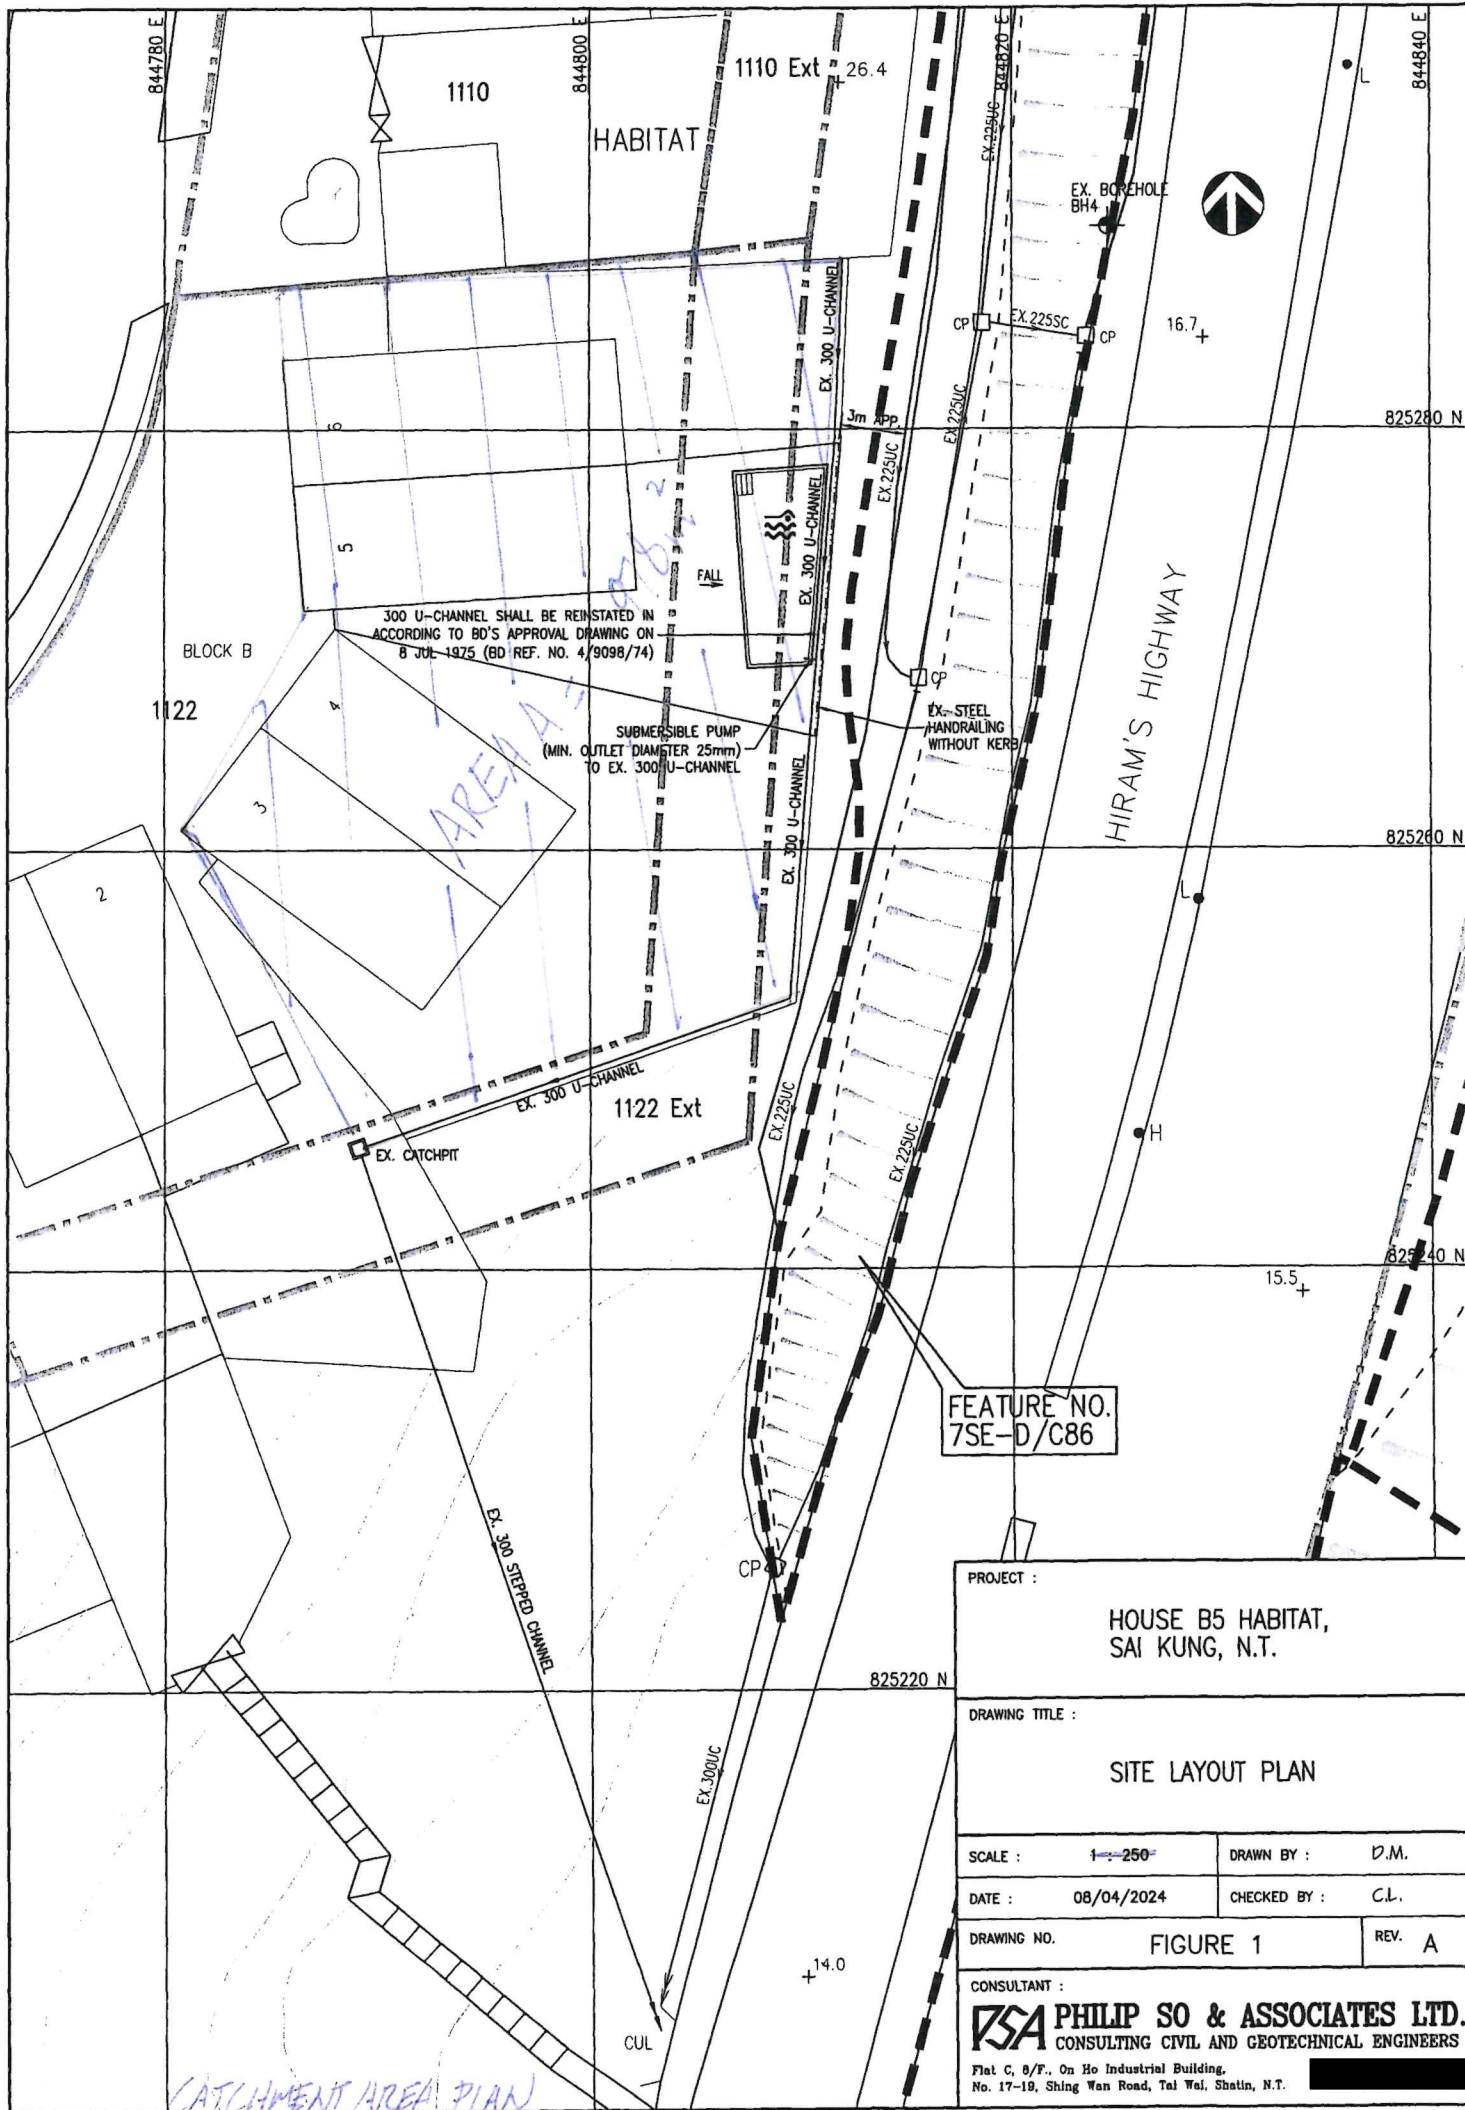 844780 E
844800 E
844820 E
844840 E
1110
1110 Ext
26.4
HABITAT
L
EX.225UC
EX. BOREHOLE
BH4
EX. 300 U-CHANNEL
CP
EX.225SC
CP
16.7
6
3m APP.
EX.225UC
EX.225UC
825280 N
5
FALL
EX. 300 U-CHANNEL
300 U-CHANNEL SHALL BE REINSTATED IN
ACCORDING TO BD'S APPROVAL DRAWING ON
8 JUL 1975 (BD REF. NO. 4/9098/74)
BLOCK B
1122
4
3
2
AREA A = 978m²
CP
SUBMERSIBLE PUMP
(MIN. OUTLET DIAMETER 25mm)
TO EX. 300 U-CHANNEL
EX. STEEL
HANDRAILING
WITHOUT KERB
HIRAM'S HIGHWAY
EX. 300 U-CHANNEL
825260 N
L
EX. 300 U-CHANNEL
1122 Ext
EX.225UC
EX.225UC
H
EX. CATCHPIT
825240 N
15.5
FEATURE NO.
7SE-D/C86
EX. 300 STEPPED CHANNEL
CP
825220 N
EX.300UC
14.0
CUL
CATCHMENT AREA PLAN
PROJECT :
HOUSE B5 HABITAT,
SAI KUNG, N.T.
DRAWING TITLE :
SITE LAYOUT PLAN
SCALE : 1 : 250 DRAWN BY : D.M.
DATE : 08/04/2024 CHECKED BY : C.L.
DRAWING NO. FIGURE 1 REV. A
CONSULTANT :
PSA PHILIP SO & ASSOCIATES LTD.
CONSULTING CIVIL AND GEOTECHNICAL ENGINEERS
Flat C, 8/F., On Ho Industrial Building,
No. 17-19, Shing Wan Road, Tai Wai, Shatin, N.T.